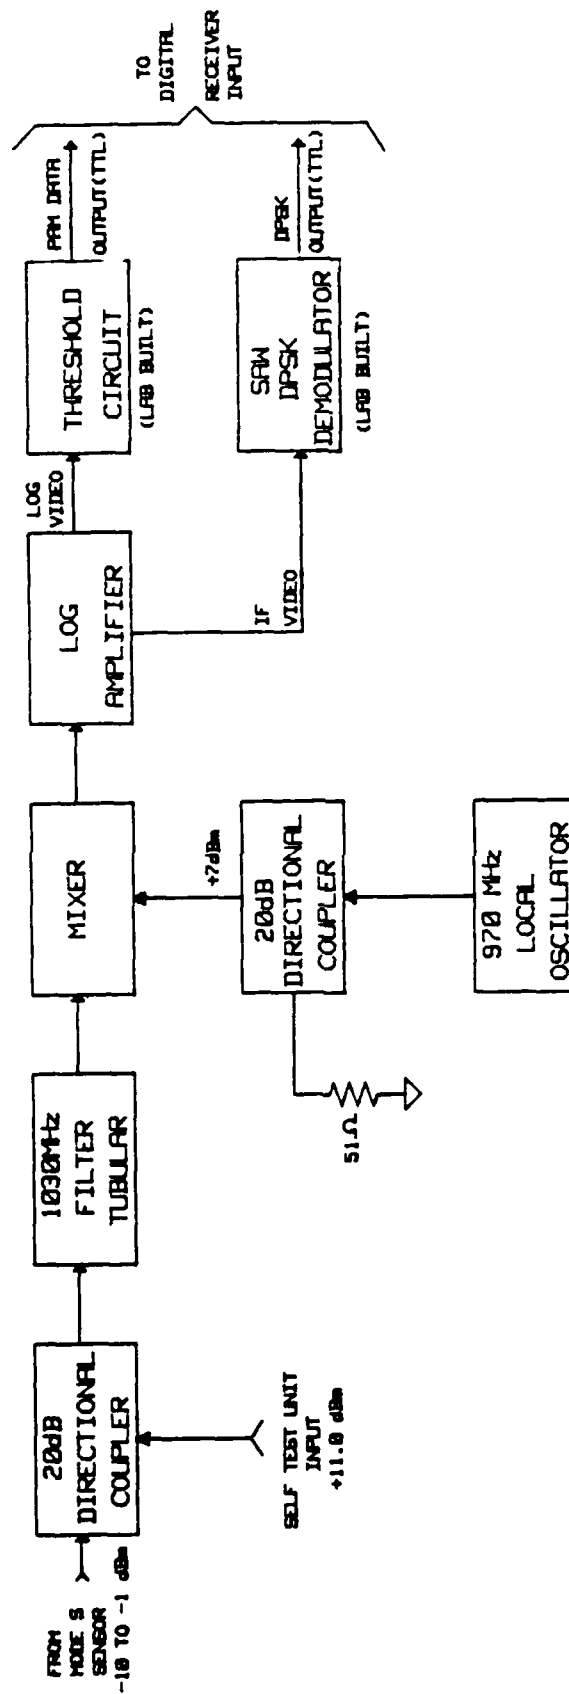 FROM
MODE S
SENSOR
-10 TO -1 dBm
20dB
DIRECTIONAL
COUPLER
SELF TEST UNIT
INPUT
+11.0 dBm
1030MHz
FILTER
TUBULAR
MIXER
+7dBm
20dB
DIRECTIONAL
COUPLER
51Ω
970 MHz
LOCAL
OSCILLATOR
LOG
AMPLIFIER
LOG
VIDEO
IF
VIDEO
THRESHOLD
CIRCUIT
(LAB BUILT)
SAW
DPSK
DEMODULATOR
(LAB BUILT)
PAM DATA
OUTPUT(TTL)
DPSK
OUTPUT(TTL)
TO
DIGITAL
RECEIVER
INPUT